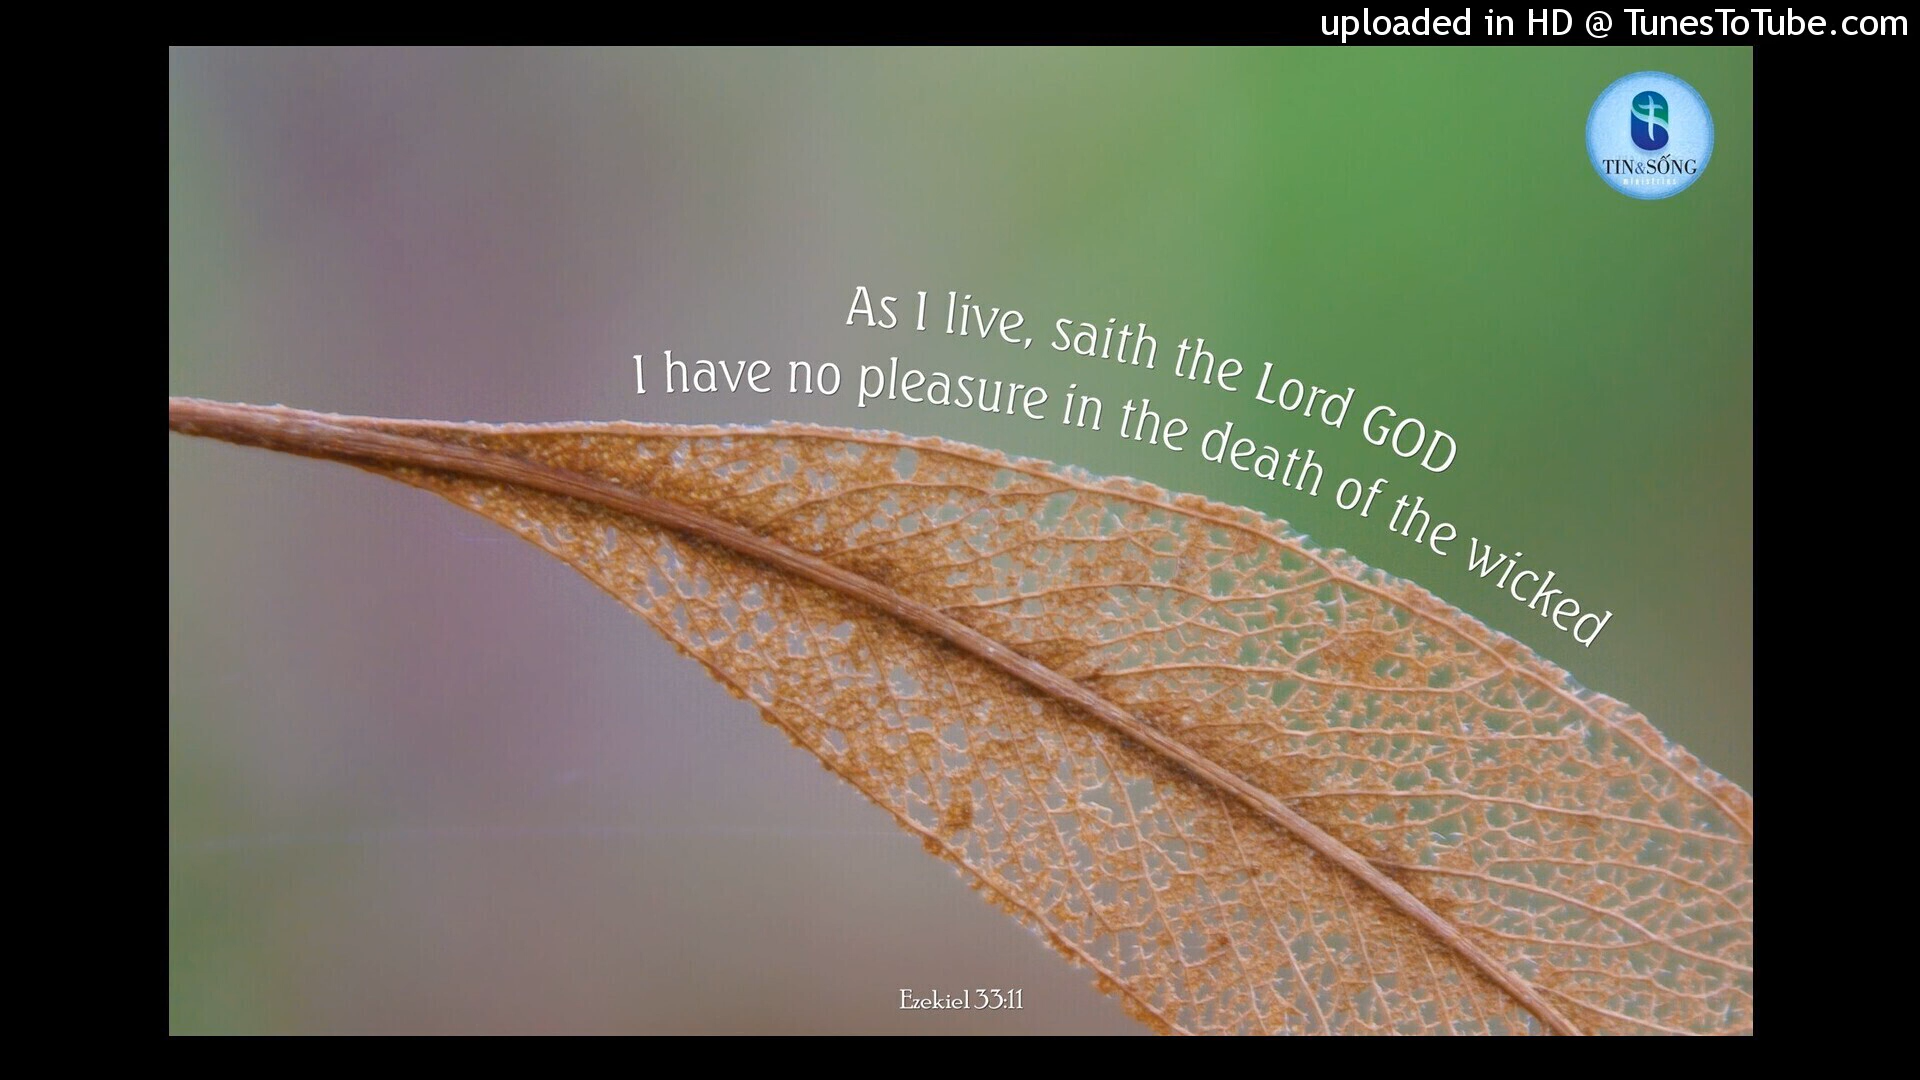 uploaded in HD @ TunesToTube.com
TIN&SỐNG
ministries
As I live, saith the Lord GOD
I have no pleasure in the death of the wicked
Ezekiel 33:11